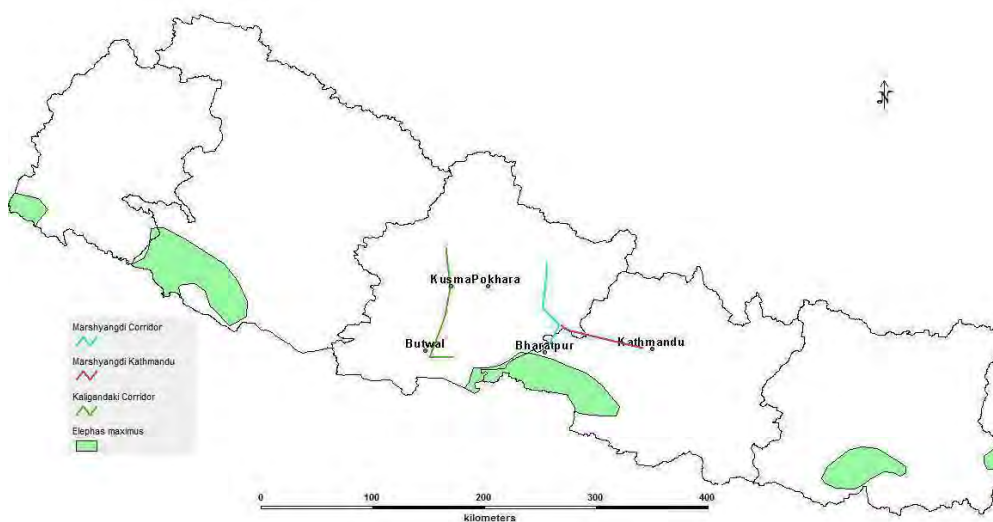 N
KusmaPokhara
Butwal
Bharatpur
Kathmandu
Marshyangdi Corridor
Marshyangdi Kathmandu
Kaligandaki Corridor
Elephas maximus
0 100 200 300 400
kilometers